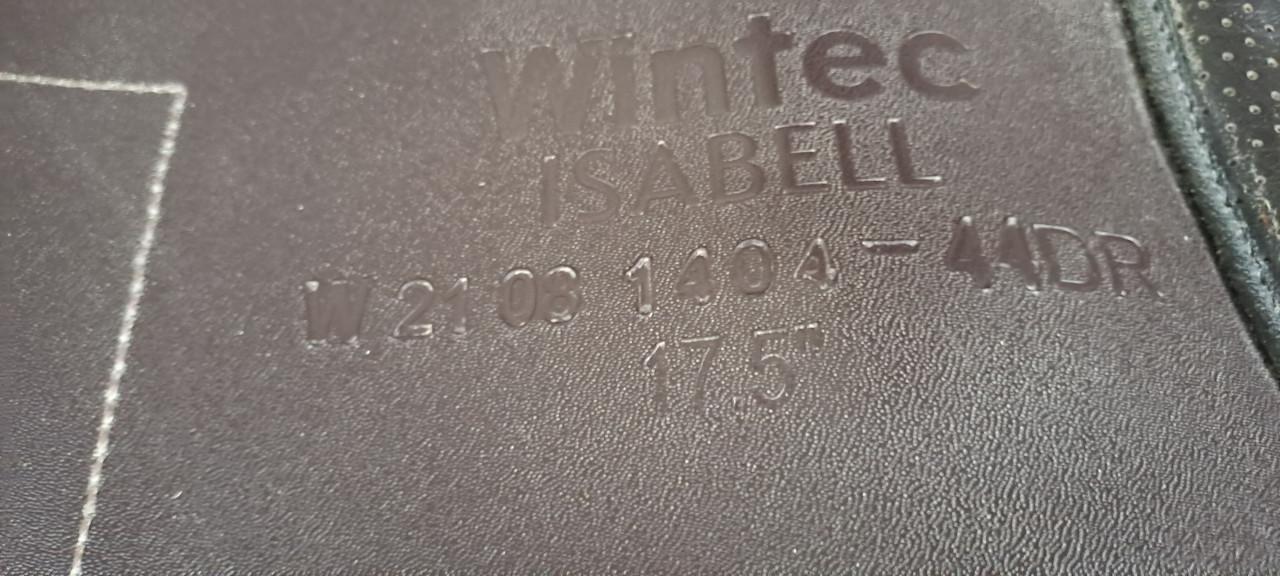 Wintec
ISABELL
W 2108 1404 - 44DR
17.5"